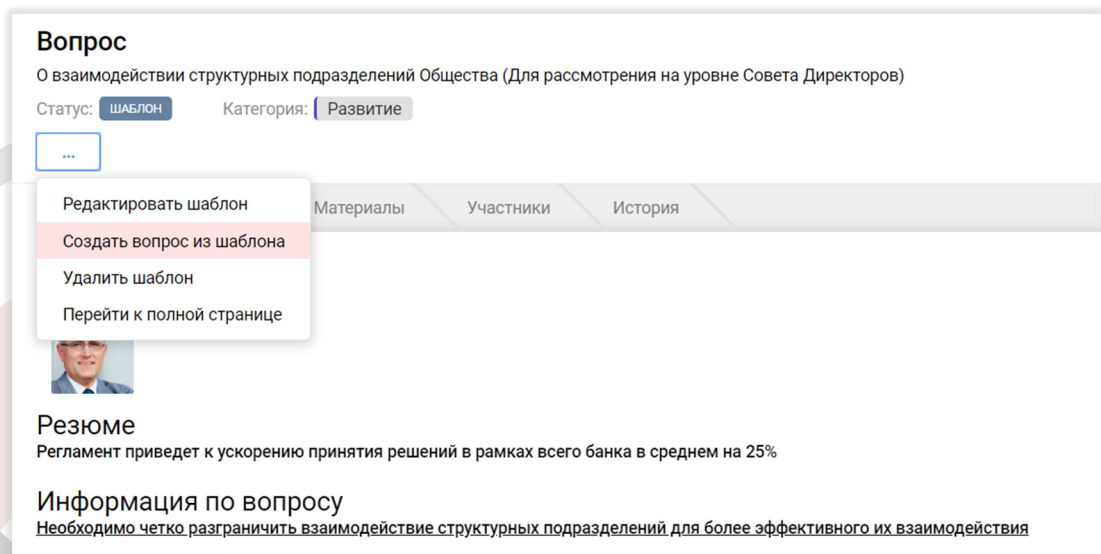 Вопрос
О взаимодействии структурных подразделений Общества (Для рассмотрения на уровне Совета Директоров)
Статус: ШАБЛОН Категория: Развитие
...
Редактировать шаблон
Материалы Участники История
Создать вопрос из шаблона
Удалить шаблон
Перейти к полной странице
Резюме
Регламент приведет к ускорению принятия решений в рамках всего банка в среднем на 25%
Информация по вопросу
Необходимо четко разграничить взаимодействие структурных подразделений для более эффективного их взаимодействия